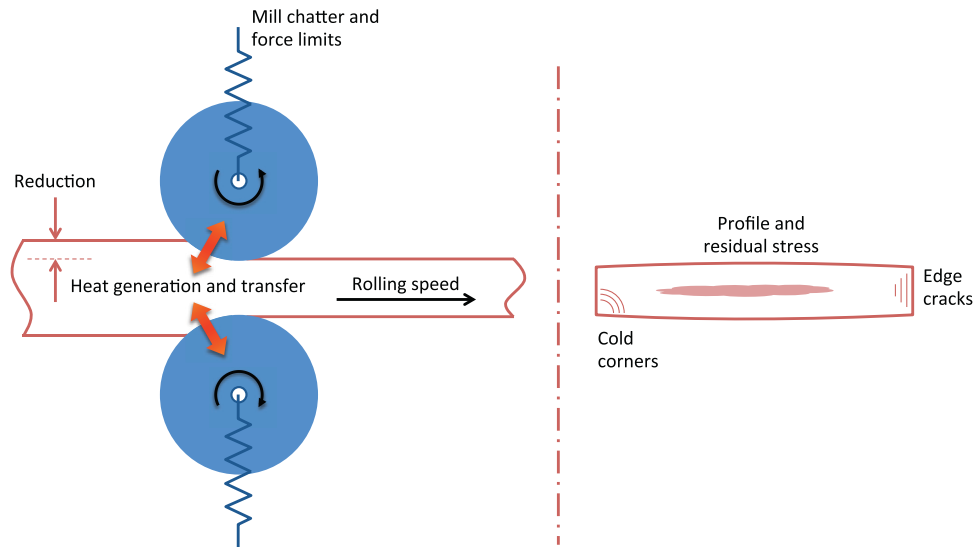 Mill chatter and
force limits
Reduction
Heat generation and transfer
Rolling speed
Profile and
residual stress
Edge
cracks
Cold
corners